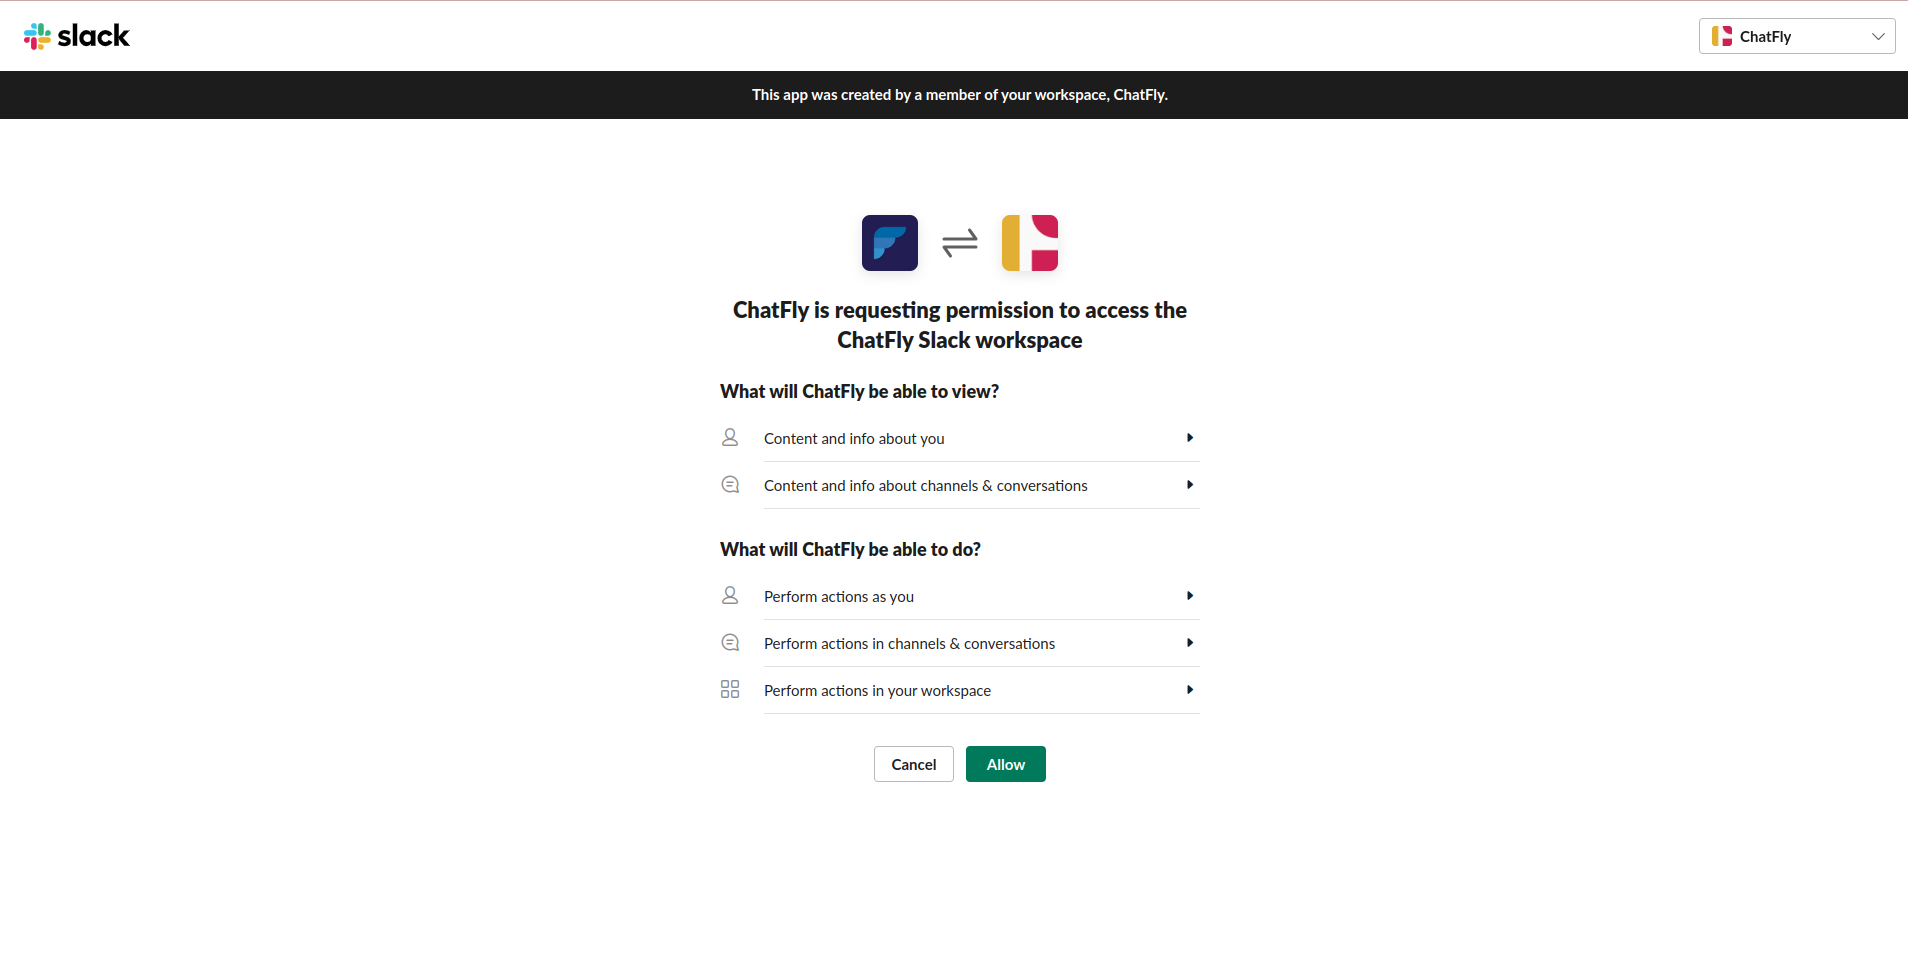 slack
ChatFly
This app was created by a member of your workspace, ChatFly.
ChatFly is requesting permission to access the
ChatFly Slack workspace
What will ChatFly be able to view?
Content and info about you
Content and info about channels & conversations
What will ChatFly be able to do?
Perform actions as you
Perform actions in channels & conversations
Perform actions in your workspace
Cancel Allow